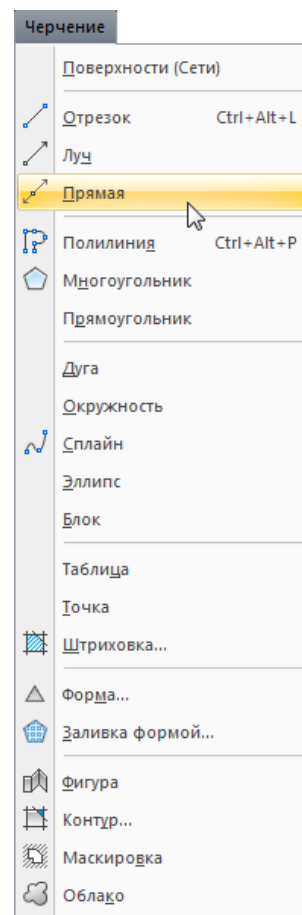 Черчение
Поверхности (Сети)
Отрезок Ctrl+Alt+L
Луч
Прямая
Полилиния Ctrl+Alt+P
Многоугольник
Прямоугольник
Дуга
Окружность
Сплайн
Эллипс
Блок
Таблица
Точка
Штриховка...
Форма...
Заливка формой...
Фигура
Контур...
Маскировка
Облако